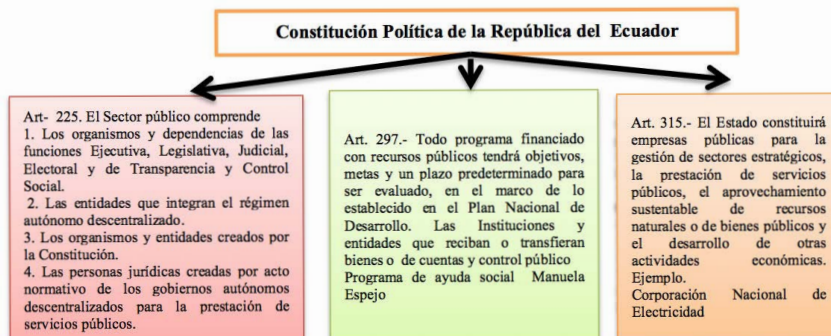 Constitución Política de la República del Ecuador
Art- 225. El Sector público comprende
1. Los organismos y dependencias de las
funciones Ejecutiva, Legislativa, Judicial,
Electoral y de Transparencia y Control
Social.
2. Las entidades que integran el régimen
autónomo descentralizado.
3. Los organismos y entidades creados por
la Constitución.
4. Las personas jurídicas creadas por acto
normativo de los gobiernos autónomos
descentralizados para la prestación de
servicios públicos.
Art. 297.- Todo programa financiado
con recursos públicos tendrá objetivos,
metas y un plazo predeterminado para
ser evaluado, en el marco de lo
establecido en el Plan Nacional de
Desarrollo. Las Instituciones y
entidades que reciban o transfieran
bienes o de cuentas y control público
Programa de ayuda social Manuela
Espejo
Art. 315.- El Estado constituirá
empresas públicas para la
gestión de sectores estratégicos,
la prestación de servicios
públicos, el aprovechamiento
sustentable de recursos
naturales o de bienes públicos y
el desarrollo de otras
actividades económicas.
Ejemplo.
Corporación Nacional de
Electricidad